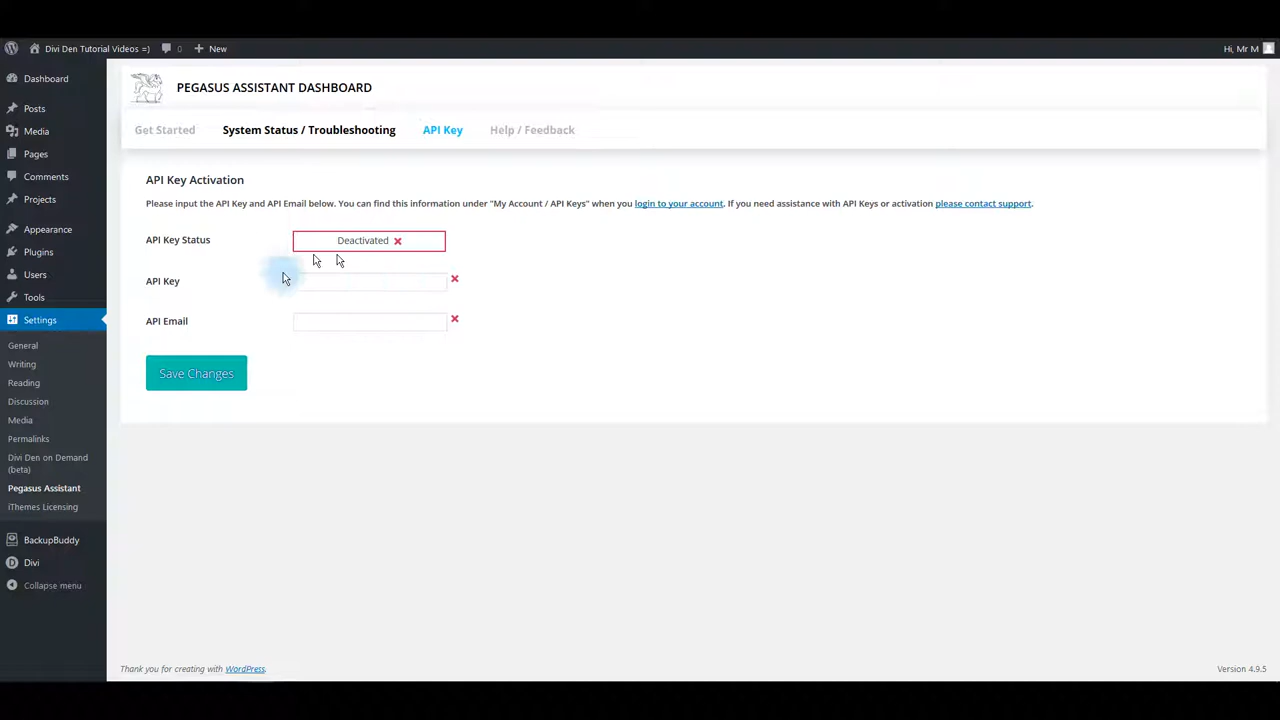 Divi Den Tutorial Videos =)
0
New
Hi, Mr M
Dashboard
Posts
Media
Pages
Comments
Projects
Appearance
Plugins
Users
Tools
Settings
General
Writing
Reading
Discussion
Media
Permalinks
Divi Den on Demand
(beta)
Pegasus Assistant
iThemes Licensing
BackupBuddy
Divi
Collapse menu
PEGASUS ASSISTANT DASHBOARD
Get Started System Status / Troubleshooting API Key Help / Feedback
API Key Activation
Please input the API Key and API Email below. You can find this information under "My Account / API Keys" when you login to your account. If you need assistance with API Keys or activation please contact support.
API Key Status Deactivated
API Key
API Email
Save Changes
Thank you for creating with WordPress.
Version 4.9.5